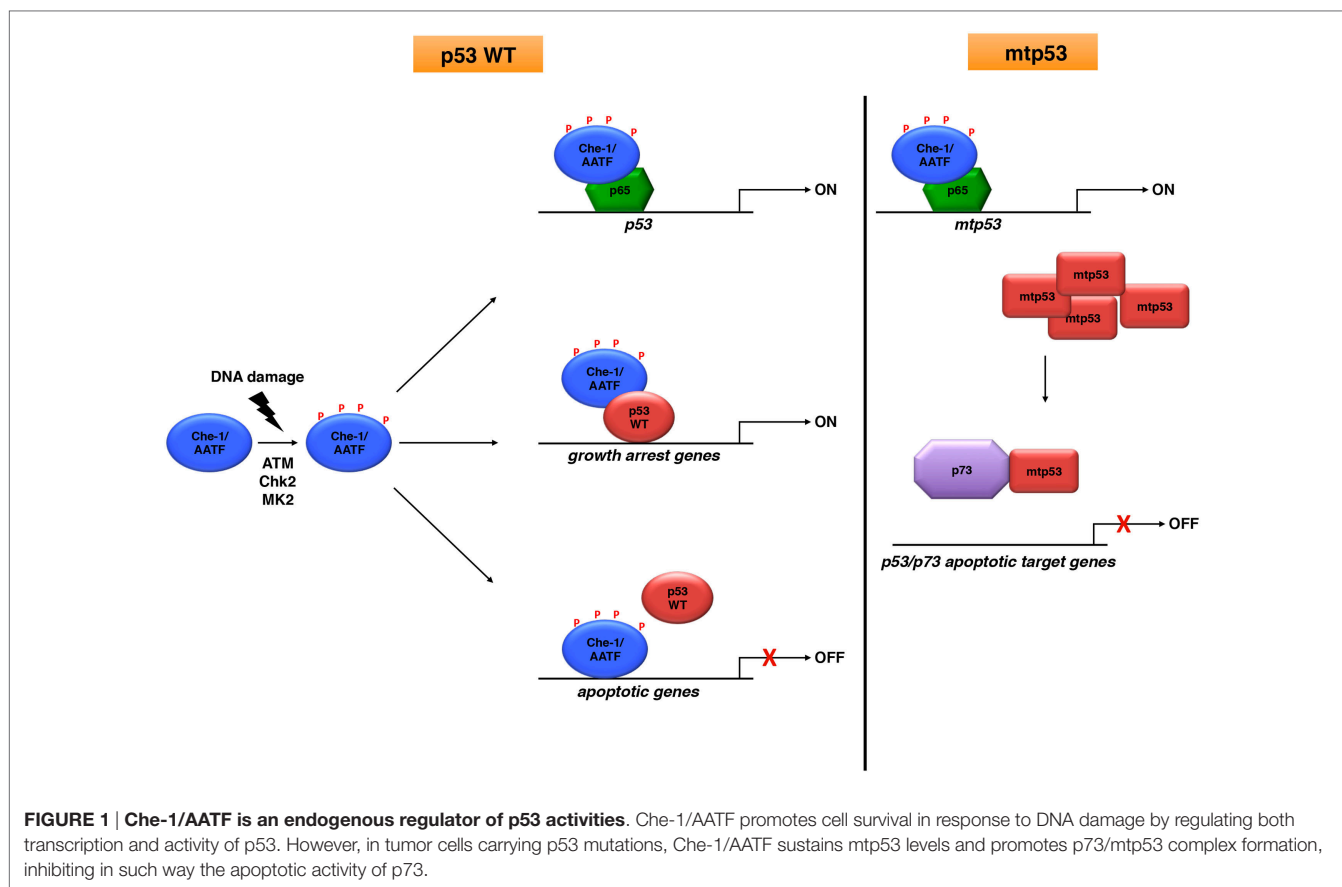 p53 WT
mtp53
P P P P
Che-1/
AATF
p65
ON
p53
P P P P
Che-1/
AATF
p65
ON
mtp53
mtp53
mtp53
mtp53
mtp53
DNA damage
Che-1/
AATF
ATM
Chk2
MK2
P P P P
Che-1/
AATF
P P P P
Che-1/
AATF
p53
WT
ON
growth arrest genes
p73
mtp53
X
OFF
p53/p73 apoptotic target genes
p53
WT
P P P P
Che-1/
AATF
X
OFF
apoptotic genes
FIGURE 1 | Che-1/AATF is an endogenous regulator of p53 activities. Che-1/AATF promotes cell survival in response to DNA damage by regulating both
transcription and activity of p53. However, in tumor cells carrying p53 mutations, Che-1/AATF sustains mtp53 levels and promotes p73/mtp53 complex formation,
inhibiting in such way the apoptotic activity of p73.